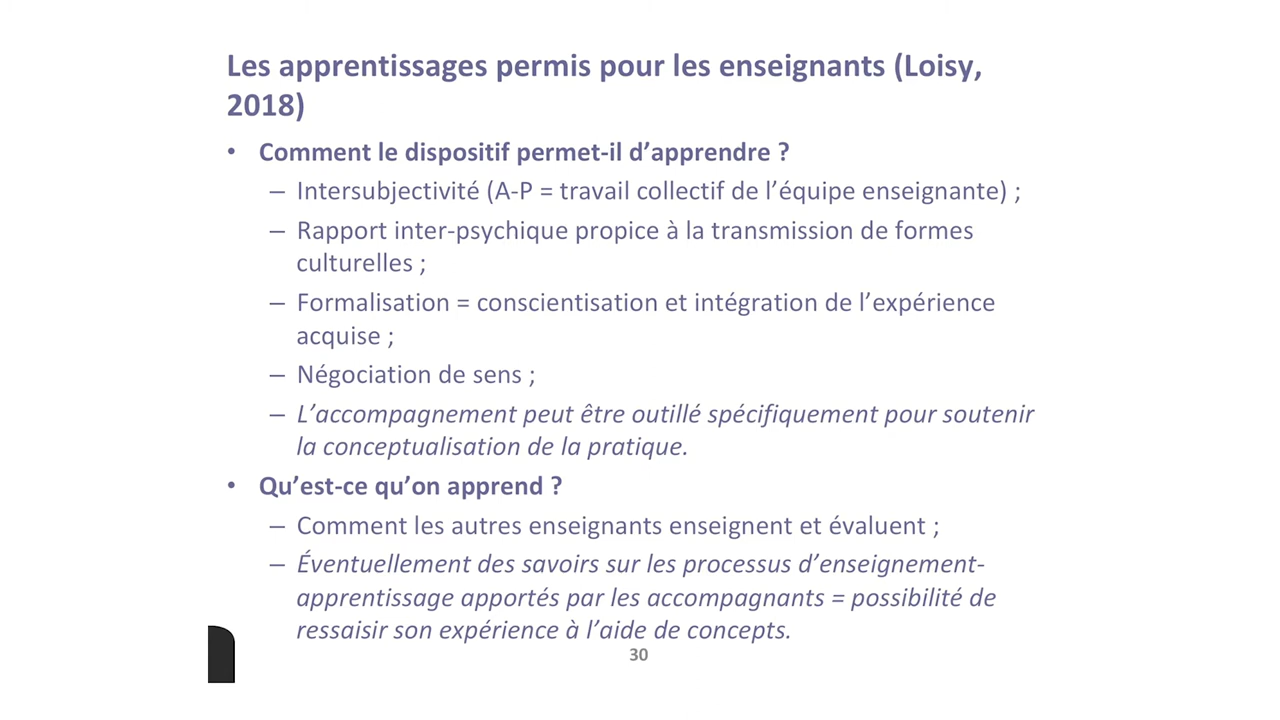 Les apprentissages permis pour les enseignants (Loisy,
2018)
• Comment le dispositif permet-il d’apprendre ?
– Intersubjectivité (A-P = travail collectif de l’équipe enseignante) ;
– Rapport inter-psychique propice à la transmission de formes
culturelles ;
– Formalisation = conscientisation et intégration de l’expérience
acquise ;
– Négociation de sens ;
– L’accompagnement peut être outillé spécifiquement pour soutenir
la conceptualisation de la pratique.
• Qu’est-ce qu’on apprend ?
– Comment les autres enseignants enseignent et évaluent ;
– Éventuellement des savoirs sur les processus d’enseignement-
apprentissage apportés par les accompagnants = possibilité de
ressaisir son expérience à l’aide de concepts.
30